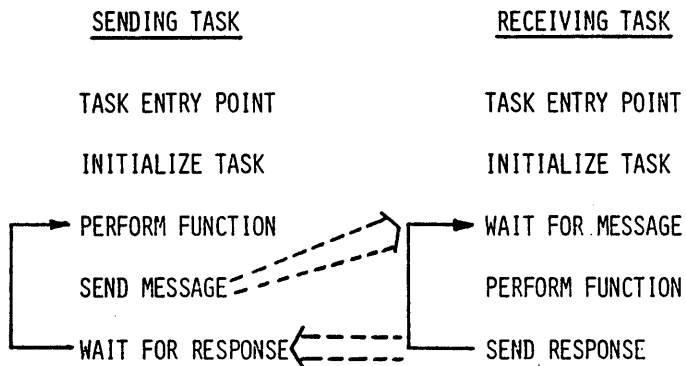 SENDING TASK
TASK ENTRY POINT
INITIALIZE TASK
PERFORM FUNCTION
SEND MESSAGE
WAIT FOR RESPONSE
RECEIVING TASK
TASK ENTRY POINT
INITIALIZE TASK
WAIT FOR MESSAGE
PERFORM FUNCTION
SEND RESPONSE